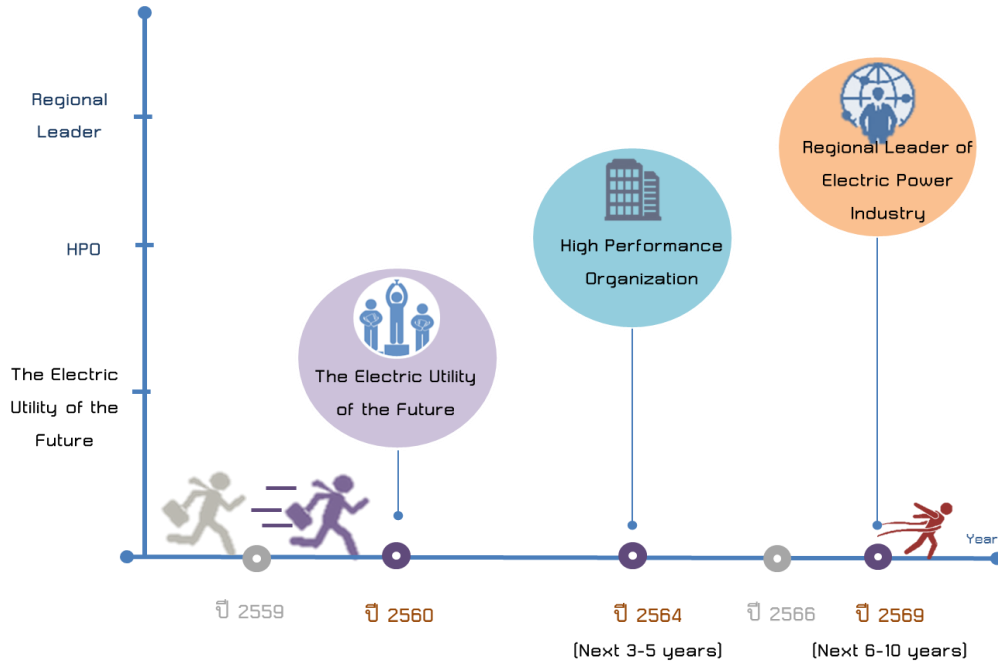 Regional
Leader
HPO
The Electric
Utility of the
Future
The Electric Utility
of the Future
High Performance
Organization
Regional Leader of
Electric Power
Industry
Year
ปี 2559
ปี 2560
ปี 2564
(Next 3-5 years)
ปี 2566
ปี 2569
(Next 6-10 years)